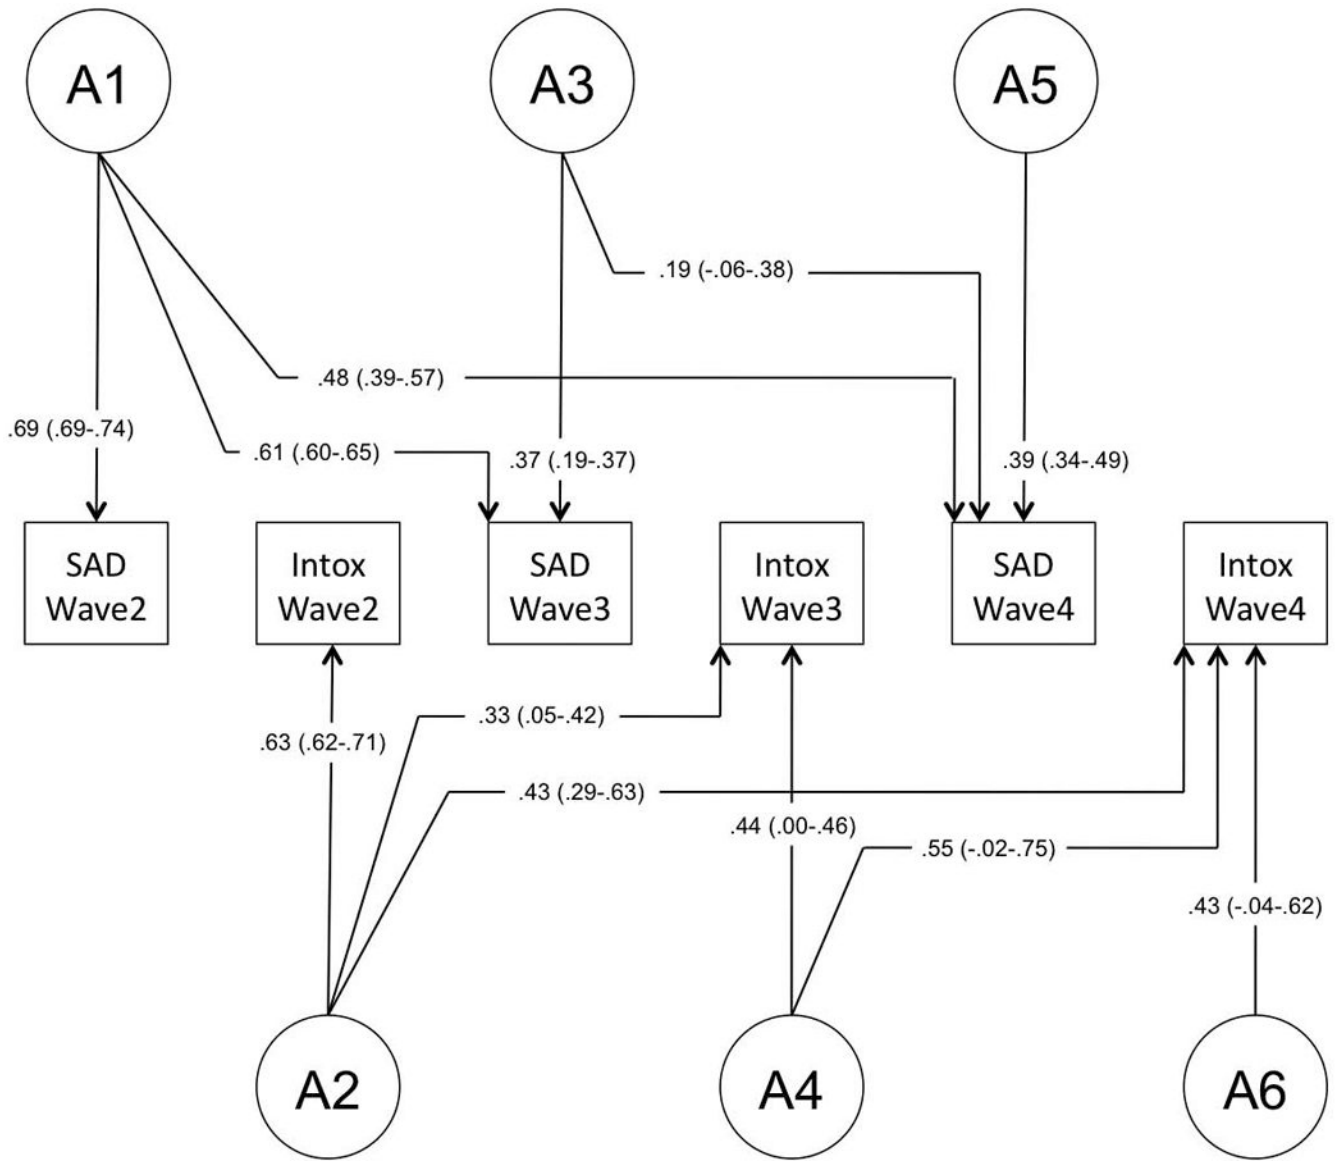 A1
A3
A5
.19 (-.06-.38)
.48 (.39-.57)
.69 (.69-.74)
.61 (.60-.65)
.37 (.19-.37)
.39 (.34-.49)
SAD
Wave2
Intox
Wave2
SAD
Wave3
Intox
Wave3
SAD
Wave4
Intox
Wave4
.33 (.05-.42)
.63 (.62-.71)
.43 (.29-.63)
.44 (.00-.46)
.55 (-.02-.75)
.43 (-.04-.62)
A2
A4
A6